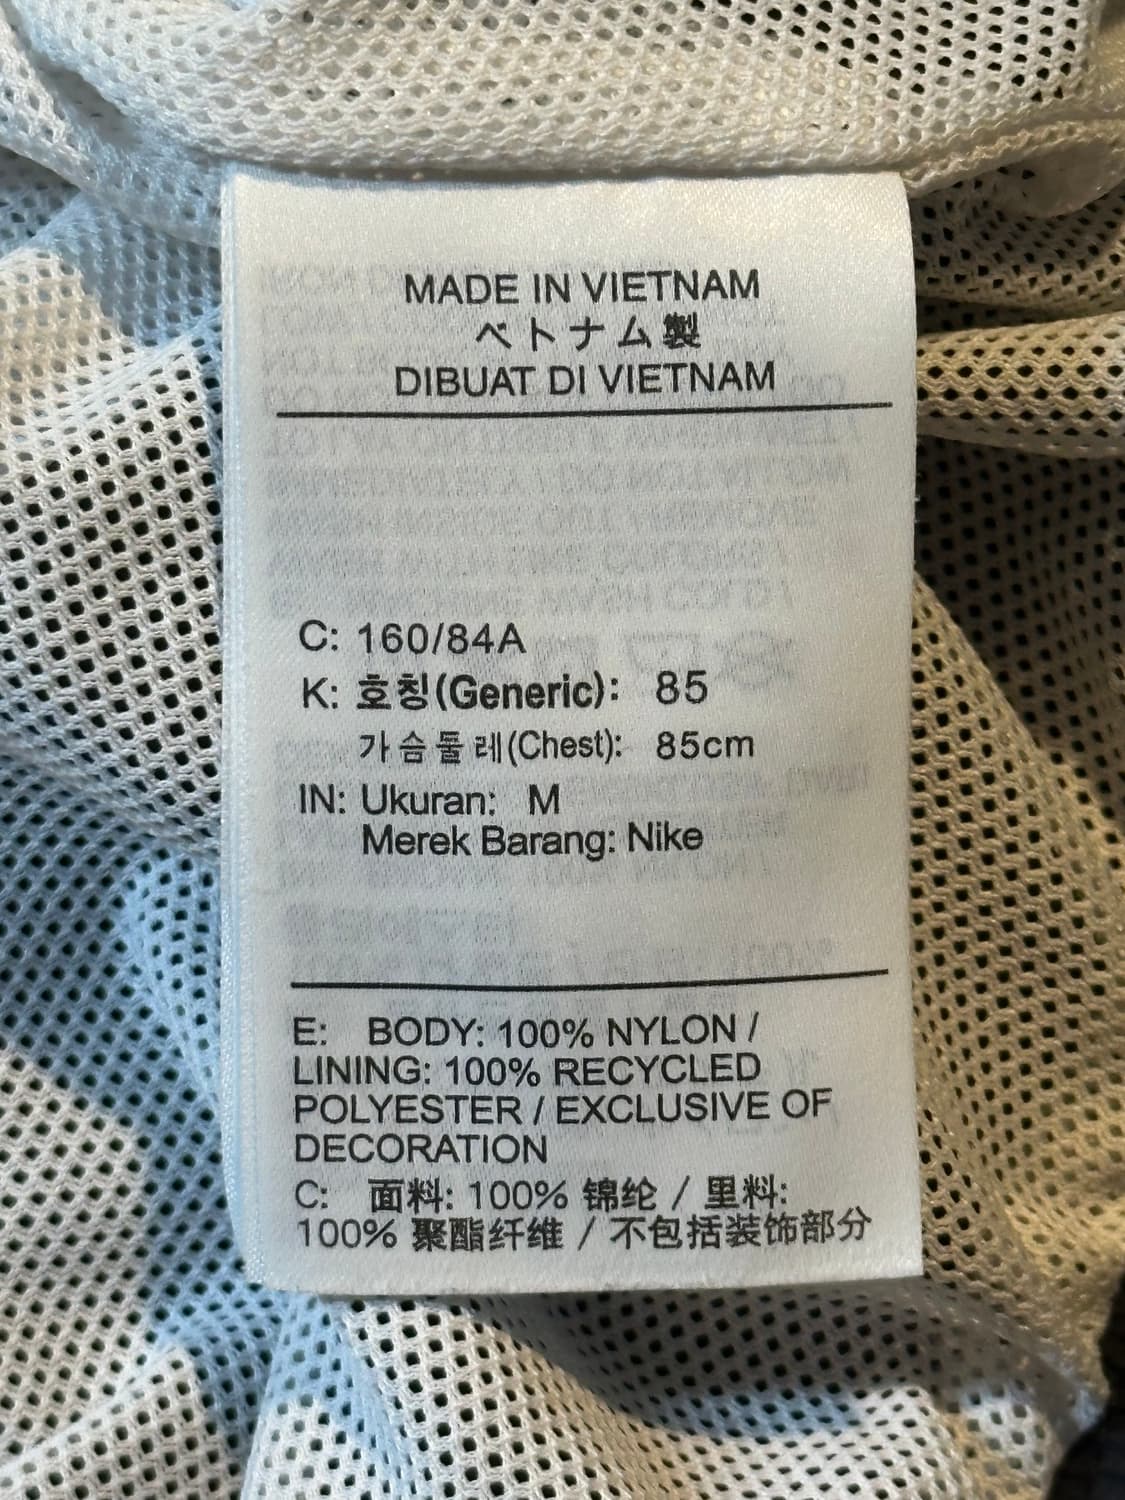 MADE IN VIETNAM
ベトナム製
DIBUAT DI VIETNAM
C: 160/84A
K: 호칭(Generic): 85
가슴둘레(Chest): 85cm
IN: Ukuran: M
Merek Barang: Nike
E: BODY: 100% NYLON /
LINING: 100% RECYCLED
POLYESTER / EXCLUSIVE OF
DECORATION
C: 面料: 100% 锦纶 / 里料:
100% 聚酯纤维 / 不包括装饰部分